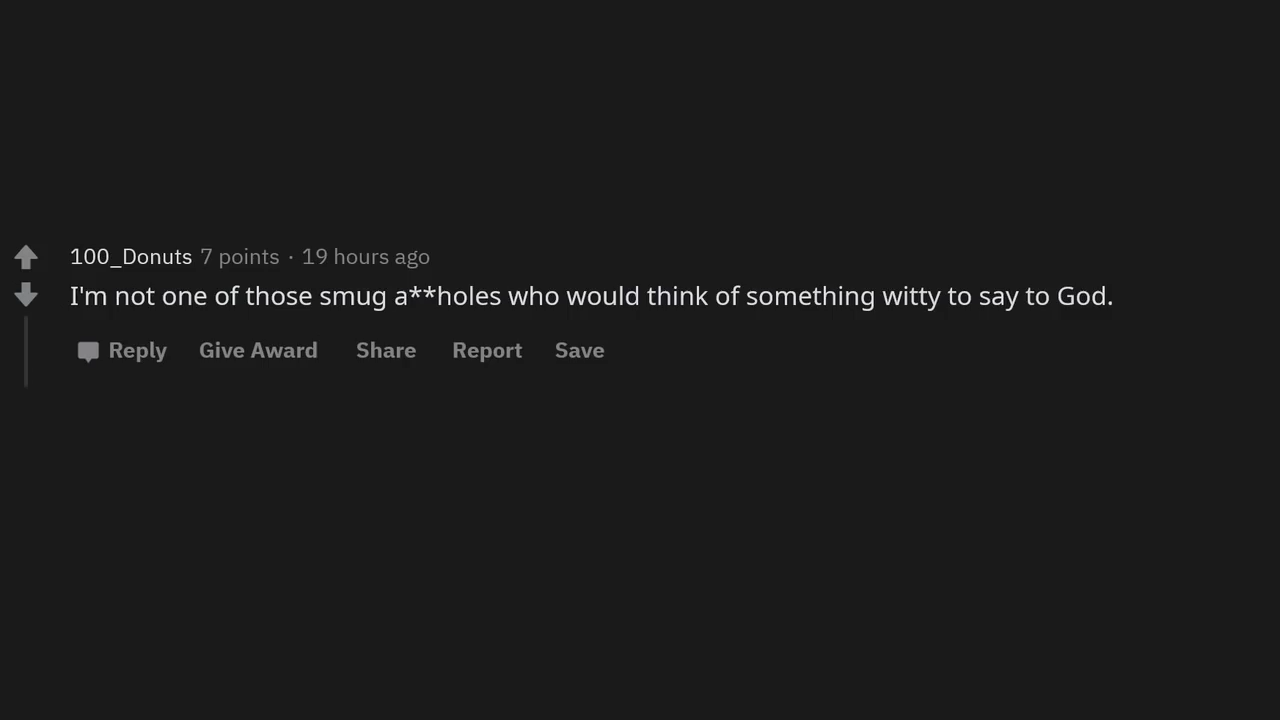 100_Donuts 7 points · 19 hours ago
I'm not one of those smug a**holes who would think of something witty to say to God.
Reply Give Award Share Report Save